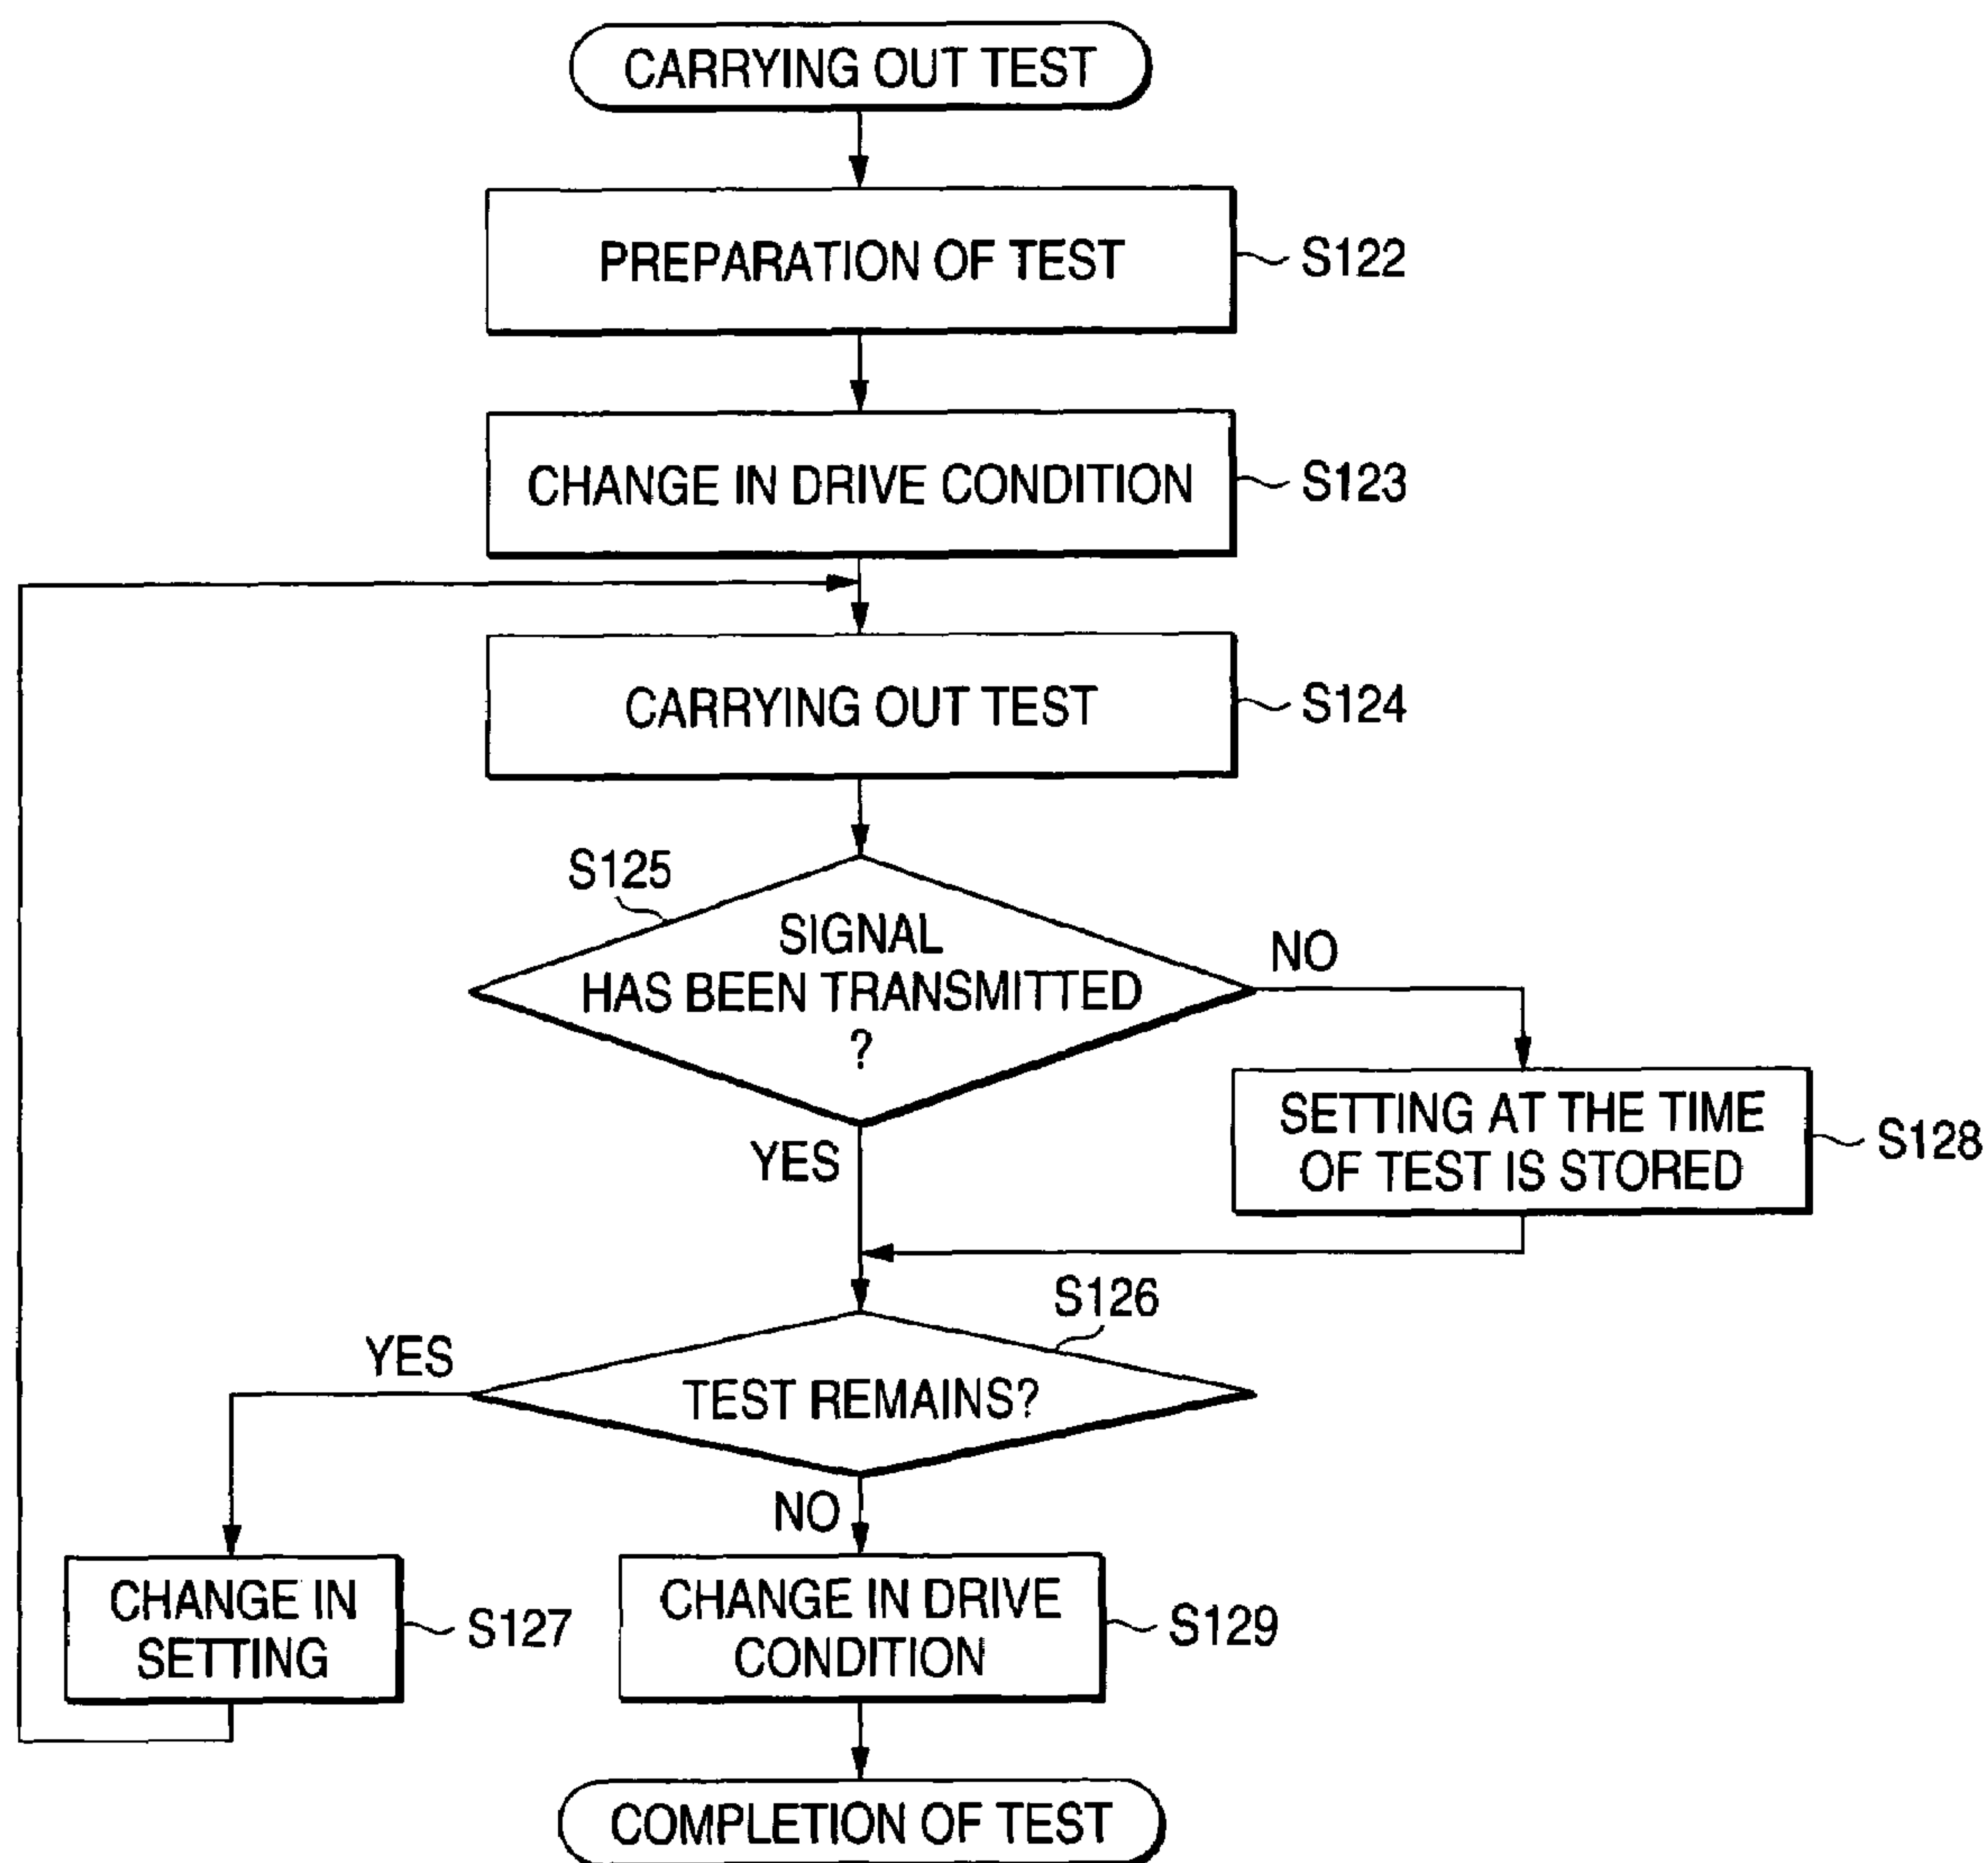 CARRYING OUT TEST
PREPARATION OF TEST
S122
CHANGE IN DRIVE CONDITION
S123
CARRYING OUT TEST
S124
S125
SIGNAL
HAS BEEN TRANSMITTED
?
NO
YES
SETTING AT THE TIME
OF TEST IS STORED
S128
S126
TEST REMAINS?
YES
NO
CHANGE IN
SETTING
S127
CHANGE IN DRIVE
CONDITION
S129
COMPLETION OF TEST